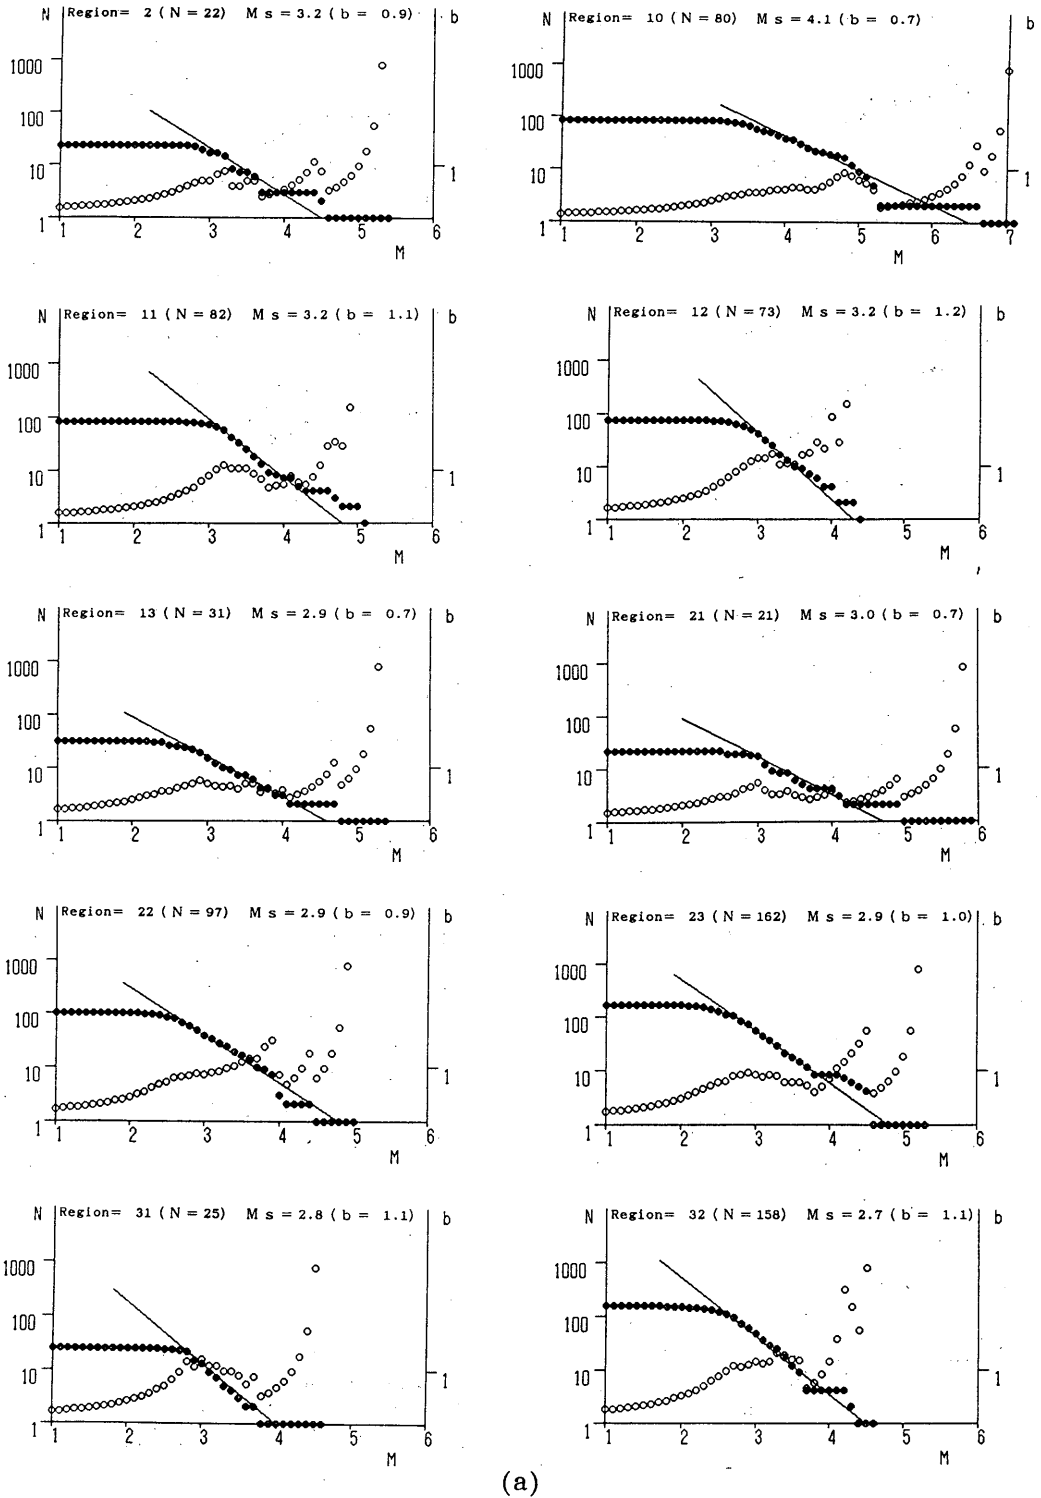 N Region= 2 ( N = 22 ) M s = 3.2 ( b = 0.9 ) b
1000
100
10
1
1
1 2 3 4 5 6
M
N Region= 10 ( N = 80 ) M s = 4.1 ( b = 0.7 ) b
1000
100
10
1
1
1 2 3 4 5 6 7
M
N Region= 11 ( N = 82 ) M s = 3.2 ( b = 1.1 ) b
1000
100
10
1
1
1 2 3 4 5 6
M
N Region= 12 ( N = 73 ) M s = 3.2 ( b = 1.2 ) b
1000
100
10
1
1
1 2 3 4 5 6
M
N Region= 13 ( N = 31 ) M s = 2.9 ( b = 0.7 ) b
1000
100
10
1
1
1 2 3 4 5 6
M
N Region= 21 ( N = 21 ) M s = 3.0 ( b = 0.7 ) b
1000
100
10
1
1
1 2 3 4 5 6
M
N Region= 22 ( N = 97 ) M s = 2.9 ( b = 0.9 ) b
1000
100
10
1
1
1 2 3 4 5 6
M
N Region= 23 ( N = 162 ) M s = 2.9 ( b = 1.0 ) b
1000
100
10
1
1
1 2 3 4 5 6
M
N Region= 31 ( N = 25 ) M s = 2.8 ( b = 1.1 ) b
1000
100
10
1
1
1 2 3 4 5 6
M
N Region= 32 ( N = 158 ) M s = 2.7 ( b = 1.1 ) b
1000
100
10
1
1
1 2 3 4 5 6
M
(a)